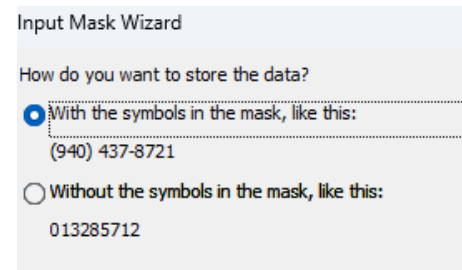 Input Mask Wizard
How do you want to store the data?
With the symbols in the mask, like this:
(940) 437-8721
Without the symbols in the mask, like this:
013285712